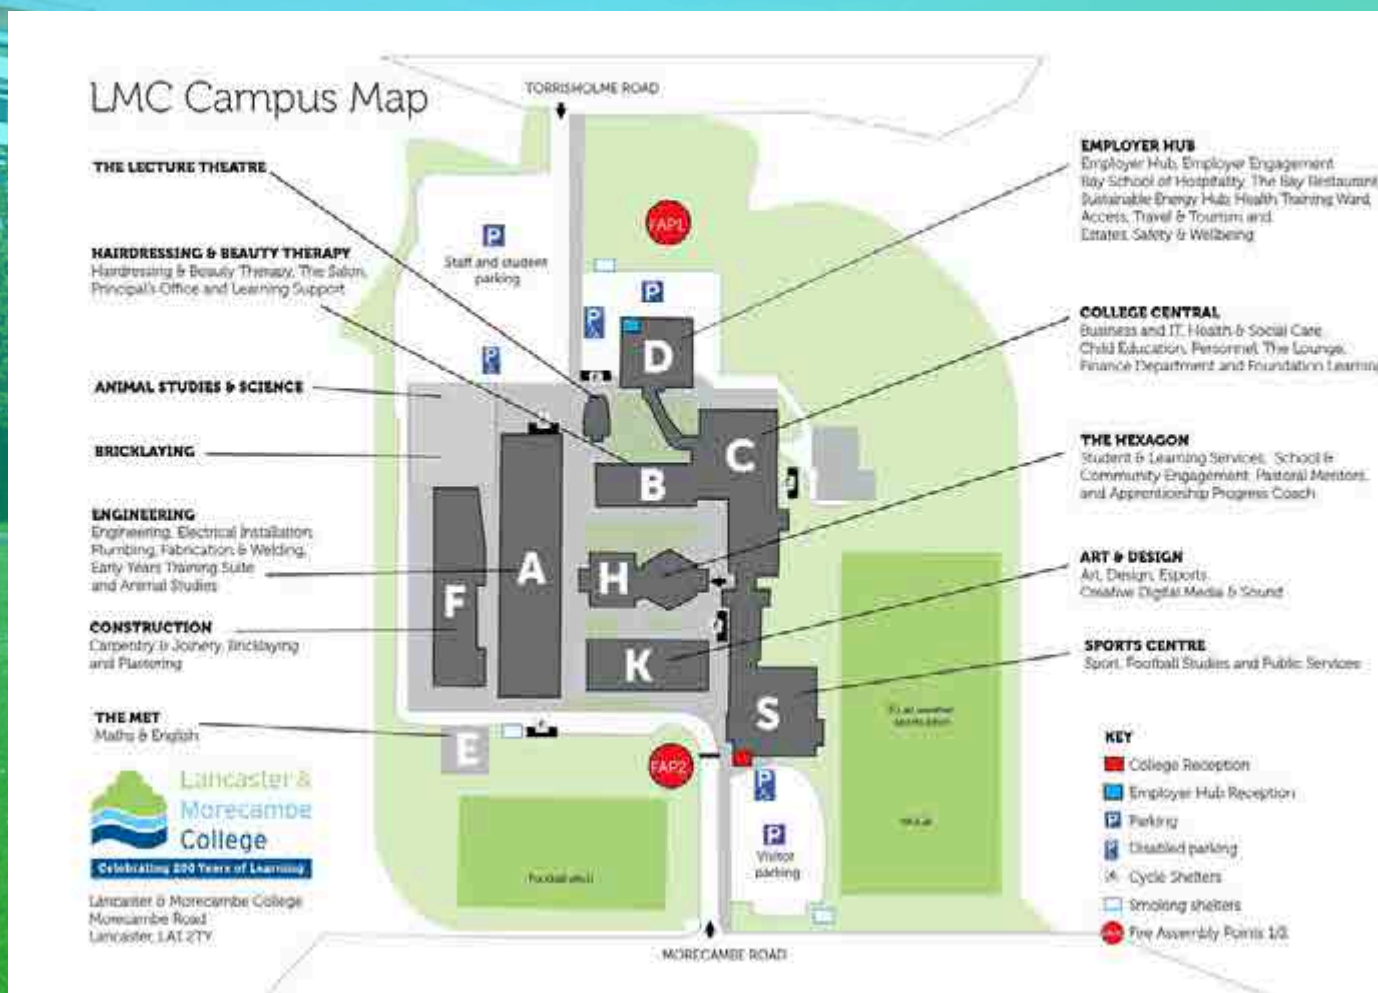 LMC Campus Map
TORRISHOLME ROAD
THE LECTURE THEATRE
HAIRDRESSING & BEAUTY THERAPY
Hairdressing & Beauty Therapy, The Salon,
Principal's Office and Learning Support
ANIMAL STUDIES & SCIENCE
BRICKLAYING
ENGINEERING
Engineering, Electrical Installation,
Plumbing, Fabrication & Welding,
Early Years Training Suite
and Animal Studies
CONSTRUCTION
Carpentry & Joinery, Bricklaying
and Plastering
THE MET
Maths & English
Lancaster &
Morecambe
College
Celebrating 200 Years of Learning
Lancaster & Morecambe College
Morecambe Road
Lancaster, LA1 2TY
P
Staff and student
parking
P
FAP1
P
P
D
C
B
A
F
H
K
S
E
FAP2
P
P
Visitor
parking
Football pitch
MORECAMBE ROAD
EMPLOYER HUB
Employer Hub, Employer Engagement
Bay School of Hospitality, The Bay Restaurant
Sustainable Energy Hub, Health Training Ward,
Access, Travel & Tourism and
Estates, Safety & Wellbeing
COLLEGE CENTRAL
Business and IT, Health & Social Care,
Child Education, Personnel, The Lounge,
Finance Department and Foundation Learning
THE HEXAGON
Student & Learning Services, School &
Community Engagement, Pastoral Mentors,
and Apprenticeship Progress Coach
ART & DESIGN
Art, Design, Esports
Creative Digital Media & Sound
SPORTS CENTRE
Sport, Football Studies and Public Services
KEY
College Reception
Employer Hub Reception
P Parking
Disabled parking
Cycle Shelters
Smoking shelters
Fire Assembly Points 1/2